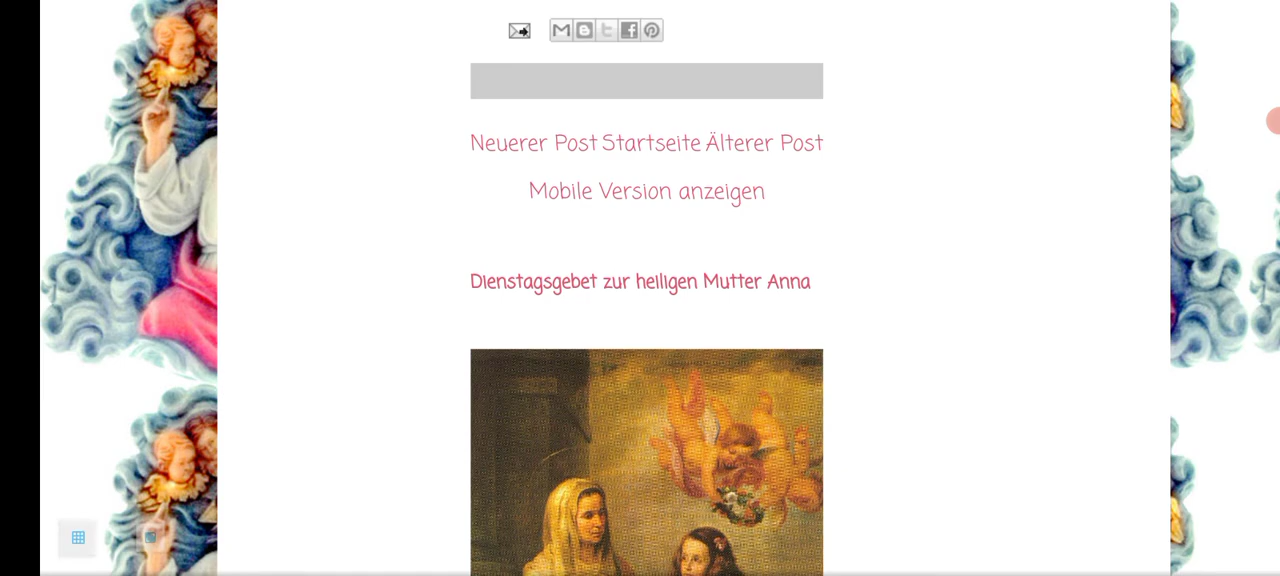 Neuerer Post Startseite Älterer Post
Mobile Version anzeigen
Dienstagsgebet zur heiligen Mutter Anna